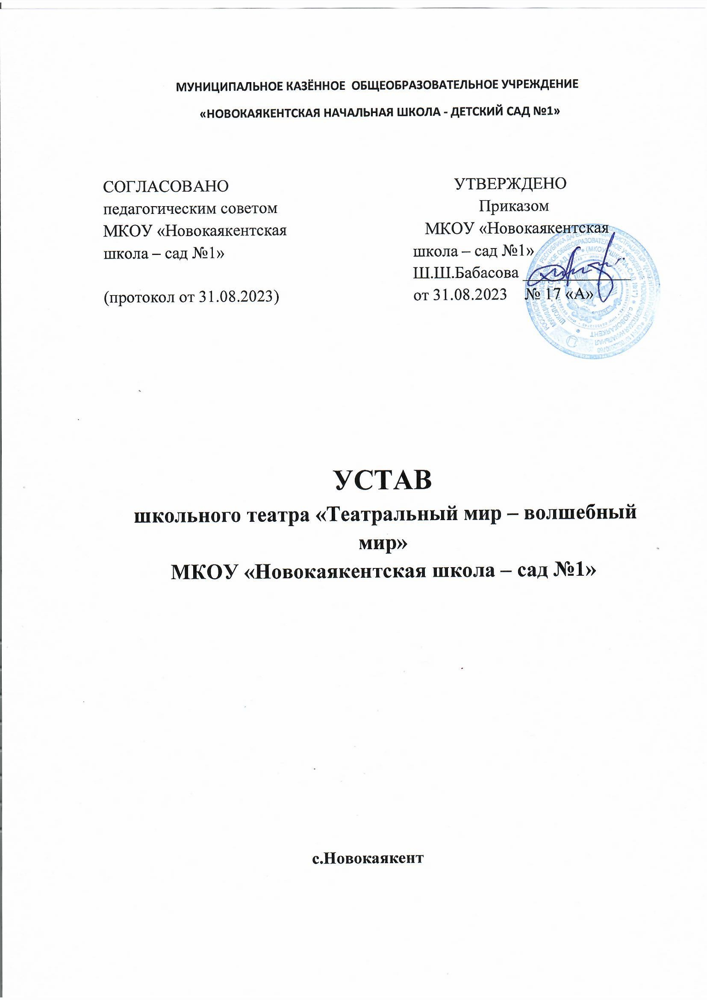 МУНИЦИПАЛЬНОЕ КАЗЁННОЕ ОБЩЕОБРАЗОВАТЕЛЬНОЕ УЧРЕЖДЕНИЕ
«НОВОКАЯКЕНТСКАЯ НАЧАЛЬНАЯ ШКОЛА - ДЕТСКИЙ САД №1»
СОГЛАСОВАНО
педагогическим советом
МКОУ «Новокаякентская
школа – сад №1»
(протокол от 31.08.2023)
УТВЕРЖДЕНО
Приказом
МКОУ «Новокаякентская
школа – сад №1»
Ш.Ш.Бабасова
от 31.08.2023 № 17 «А»
УСТАВ
школьного театра «Театральный мир – волшебный
мир»
МКОУ «Новокаякентская школа – сад №1»
с.Новокаякент